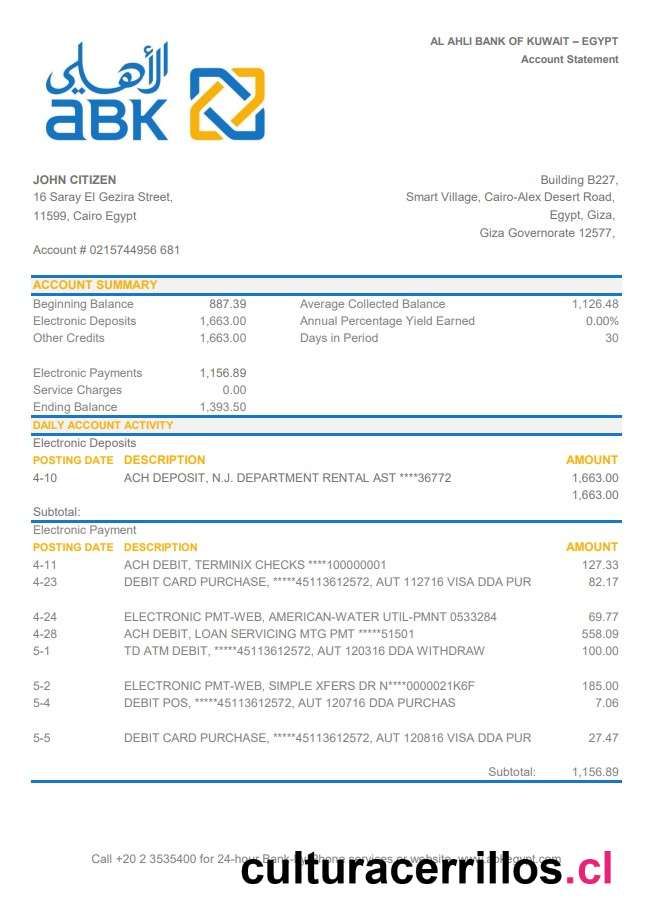 AL AHLI BANK OF KUWAIT – EGYPT
Account Statement
الأهلي
aBK
JOHN CITIZEN
16 Saray El Gezira Street,
11599, Cairo Egypt
Account # 0215744956 681
Building B227,
Smart Village, Cairo-Alex Desert Road,
Egypt, Giza,
Giza Governorate 12577,
ACCOUNT SUMMARY
Beginning Balance 887.39 Average Collected Balance 1,126.48
Electronic Deposits 1,663.00 Annual Percentage Yield Earned 0.00%
Other Credits 1,663.00 Days in Period 30
Electronic Payments 1,156.89
Service Charges 0.00
Ending Balance 1,393.50
DAILY ACCOUNT ACTIVITY
Electronic Deposits
POSTING DATE DESCRIPTION AMOUNT
4-10 ACH DEPOSIT, N.J. DEPARTMENT RENTAL AST ****36772 1,663.00
1,663.00
Subtotal:
Electronic Payment
POSTING DATE DESCRIPTION AMOUNT
4-11 ACH DEBIT, TERMINIX CHECKS ****100000001 127.33
4-23 DEBIT CARD PURCHASE, *****45113612572, AUT 112716 VISA DDA PUR 82.17
4-24 ELECTRONIC PMT-WEB, AMERICAN-WATER UTIL-PMNT 0533284 69.77
4-28 ACH DEBIT, LOAN SERVICING MTG PMT *****51501 558.09
5-1 TD ATM DEBIT, *****45113612572, AUT 120316 DDA WITHDRAW 100.00
5-2 ELECTRONIC PMT-WEB, SIMPLE XFERS DR N****0000021K6F 185.00
5-4 DEBIT POS, *****45113612572, AUT 120716 DDA PURCHAS 7.06
5-5 DEBIT CARD PURCHASE, *****45113612572, AUT 120816 VISA DDA PUR 27.47
Subtotal: 1,156.89
Call +20 2 3535400 for 24-hour Bank-by-Phone services or website, www.abkegypt.com
culturacerrillos.cl